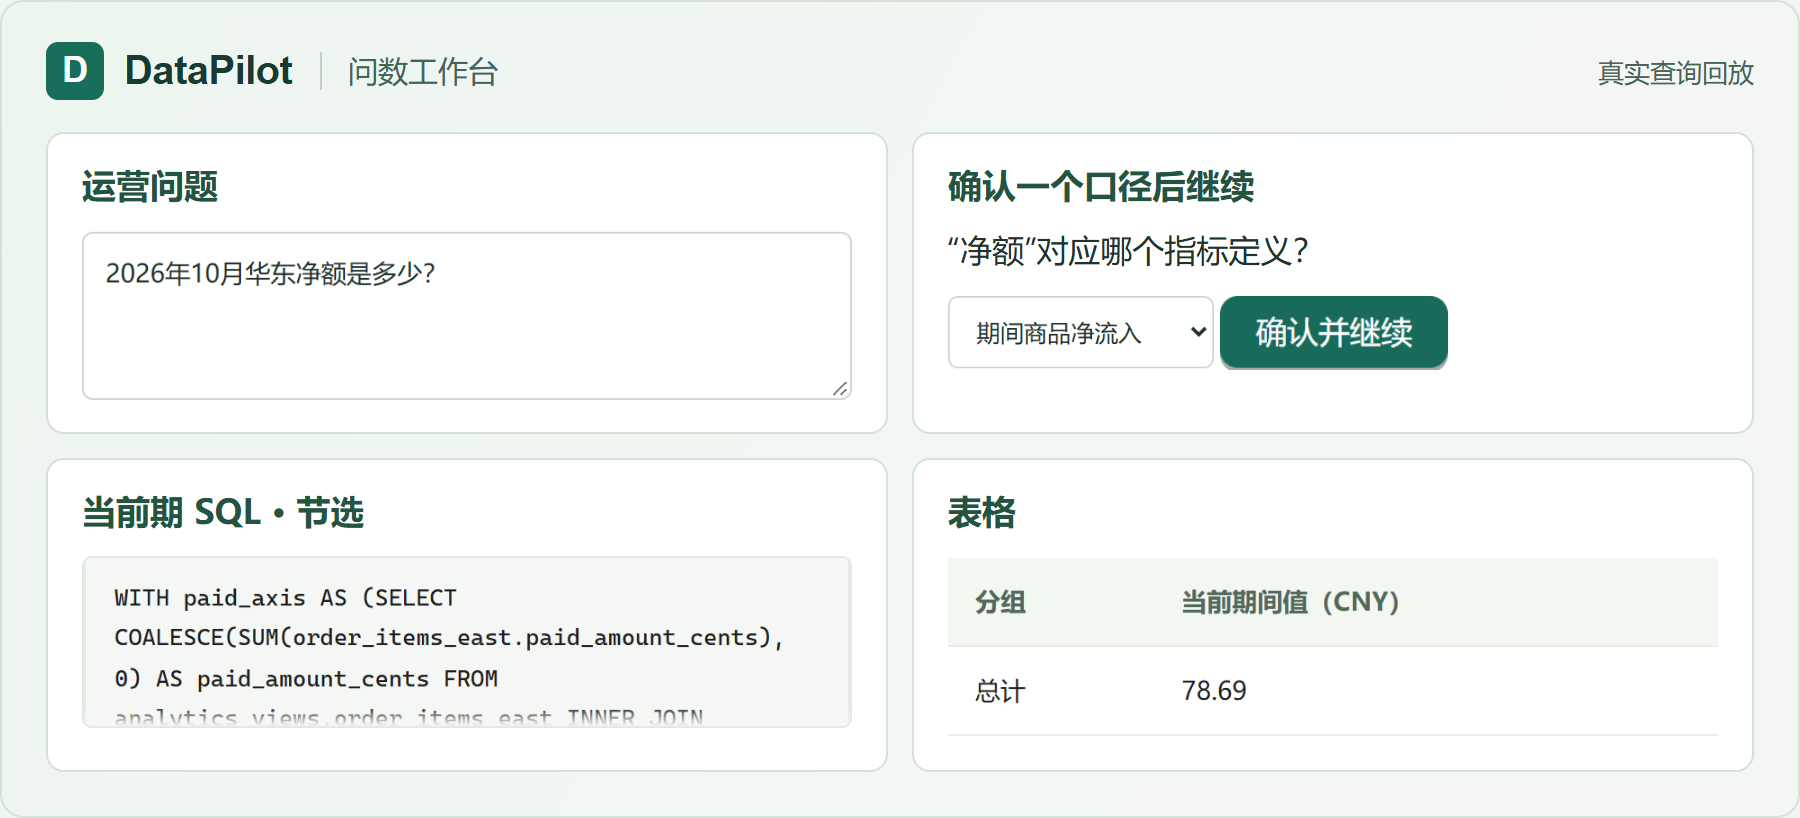 D DataPilot 问数工作台
真实查询回放
运营问题
2026年10月华东净额是多少？
确认一个口径后继续
“净额”对应哪个指标定义？
期间商品净流入
确认并继续
当前期 SQL • 节选
WITH paid_axis AS (SELECT
COALESCE(SUM(order_items_east.paid_amount_cents),
0) AS paid_amount_cents FROM
analytics_views.order_items_east INNER JOIN
表格
分组 当前期间值（CNY）
总计 78.69